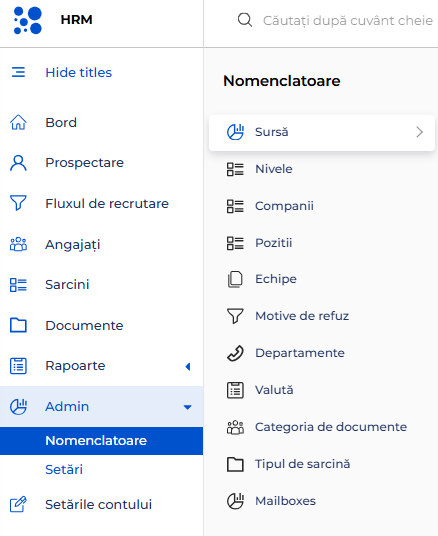 HRM
Căutați după cuvânt cheie
Hide titles
Bord
Prospectare
Fluxul de recrutare
Angajați
Sarcini
Documente
Rapoarte
Admin
Nomenclatoare
Setări
Setările contului
Nomenclatoare
Sursă
Nivele
Companii
Pozitii
Echipe
Motive de refuz
Departamente
Valută
Categoria de documente
Tipul de sarcină
Mailboxes